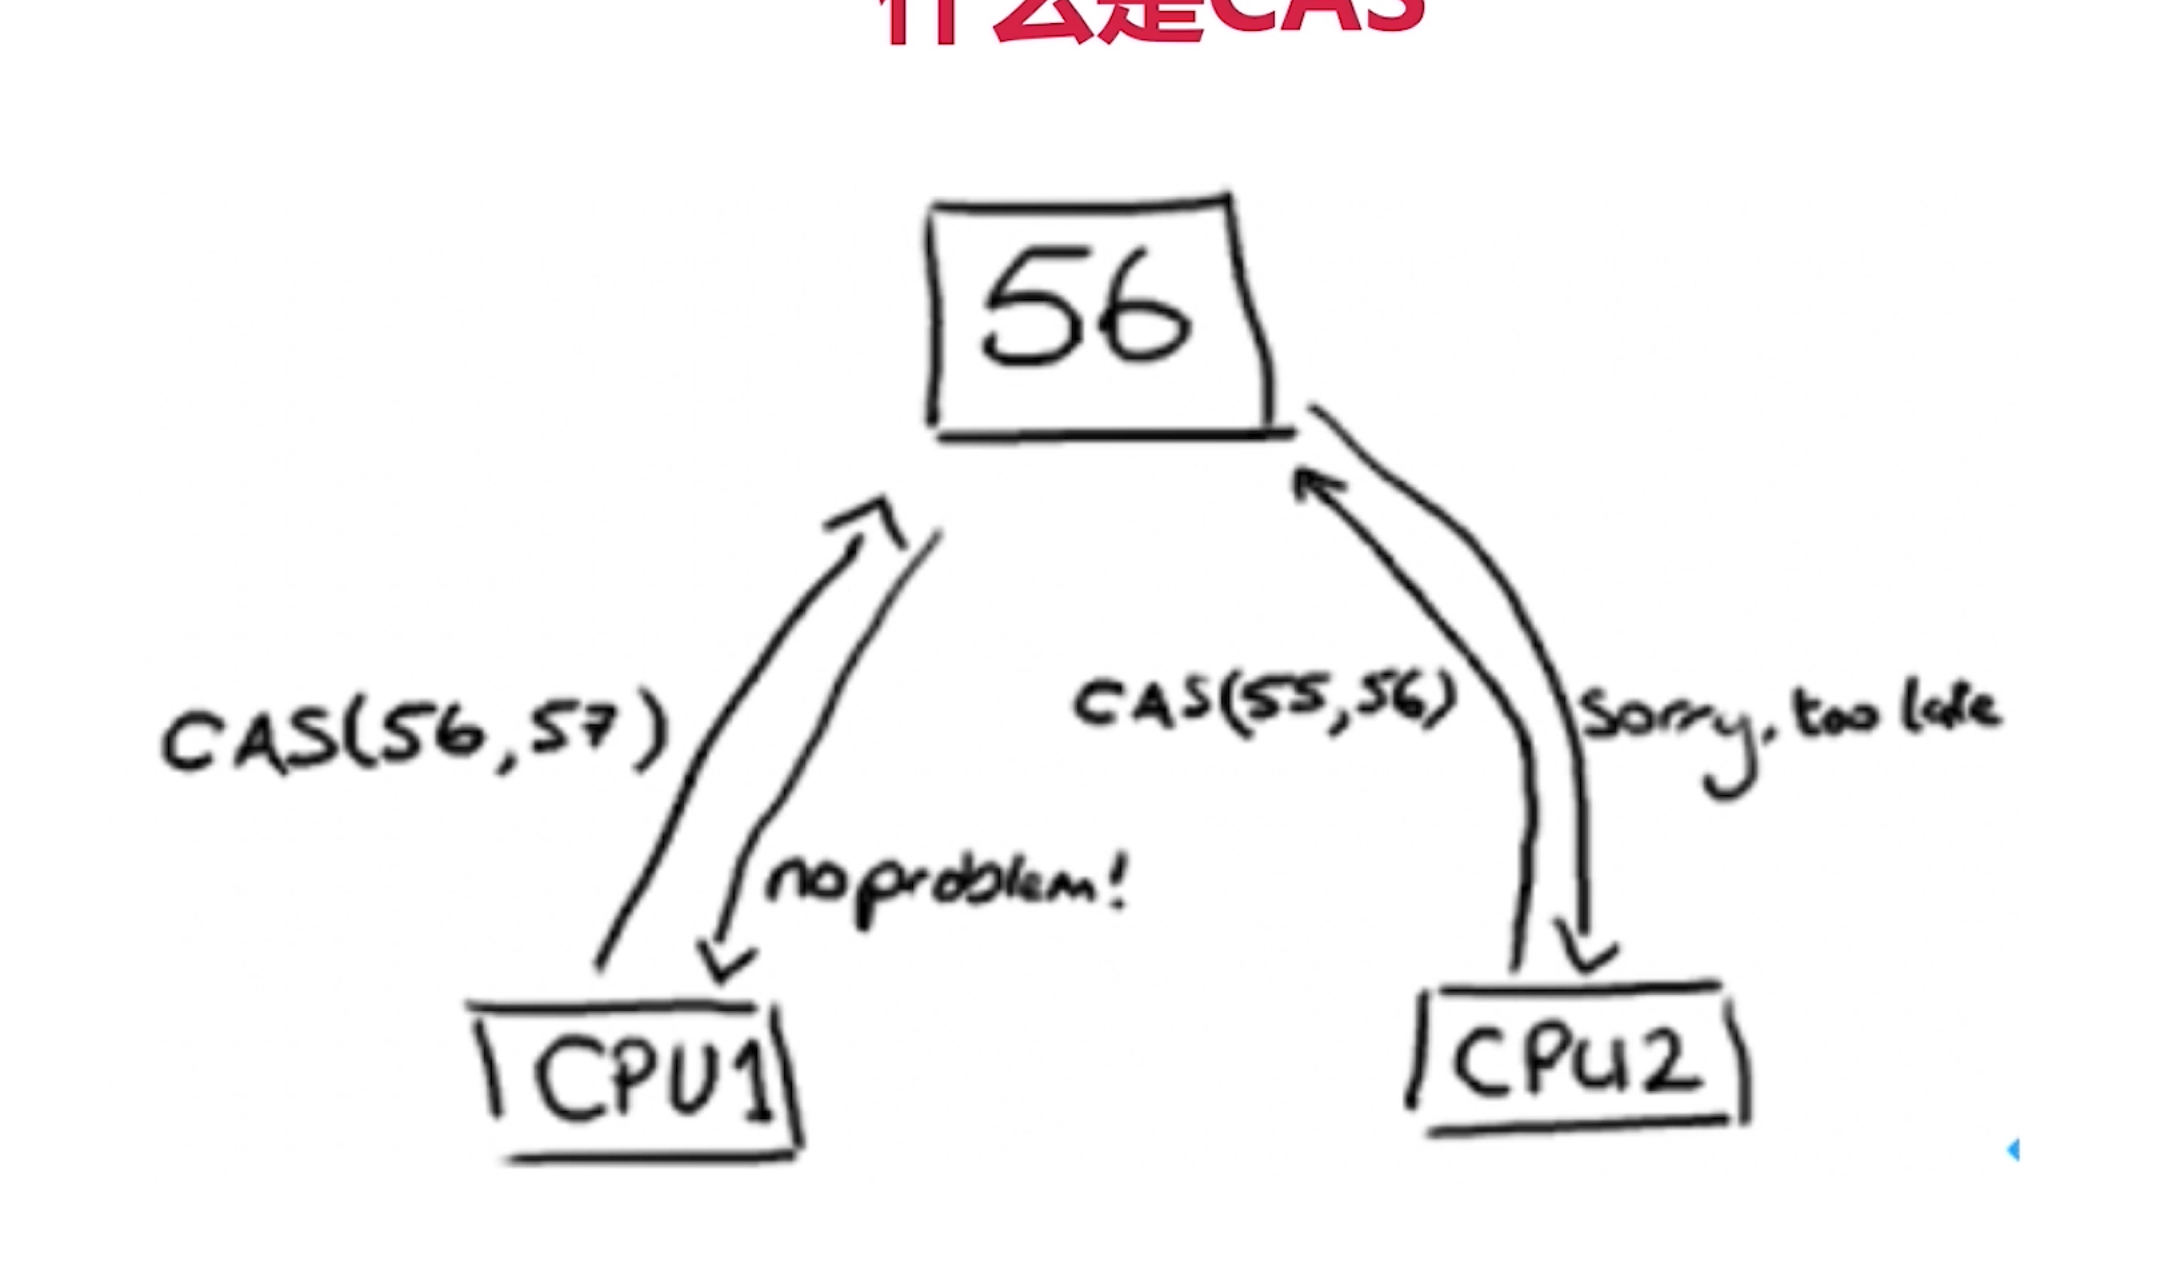 什么是CAS
56
CAS(56,57)
CAS(55,56)
Sorry, too late
no problem!
CPU1
CPU2